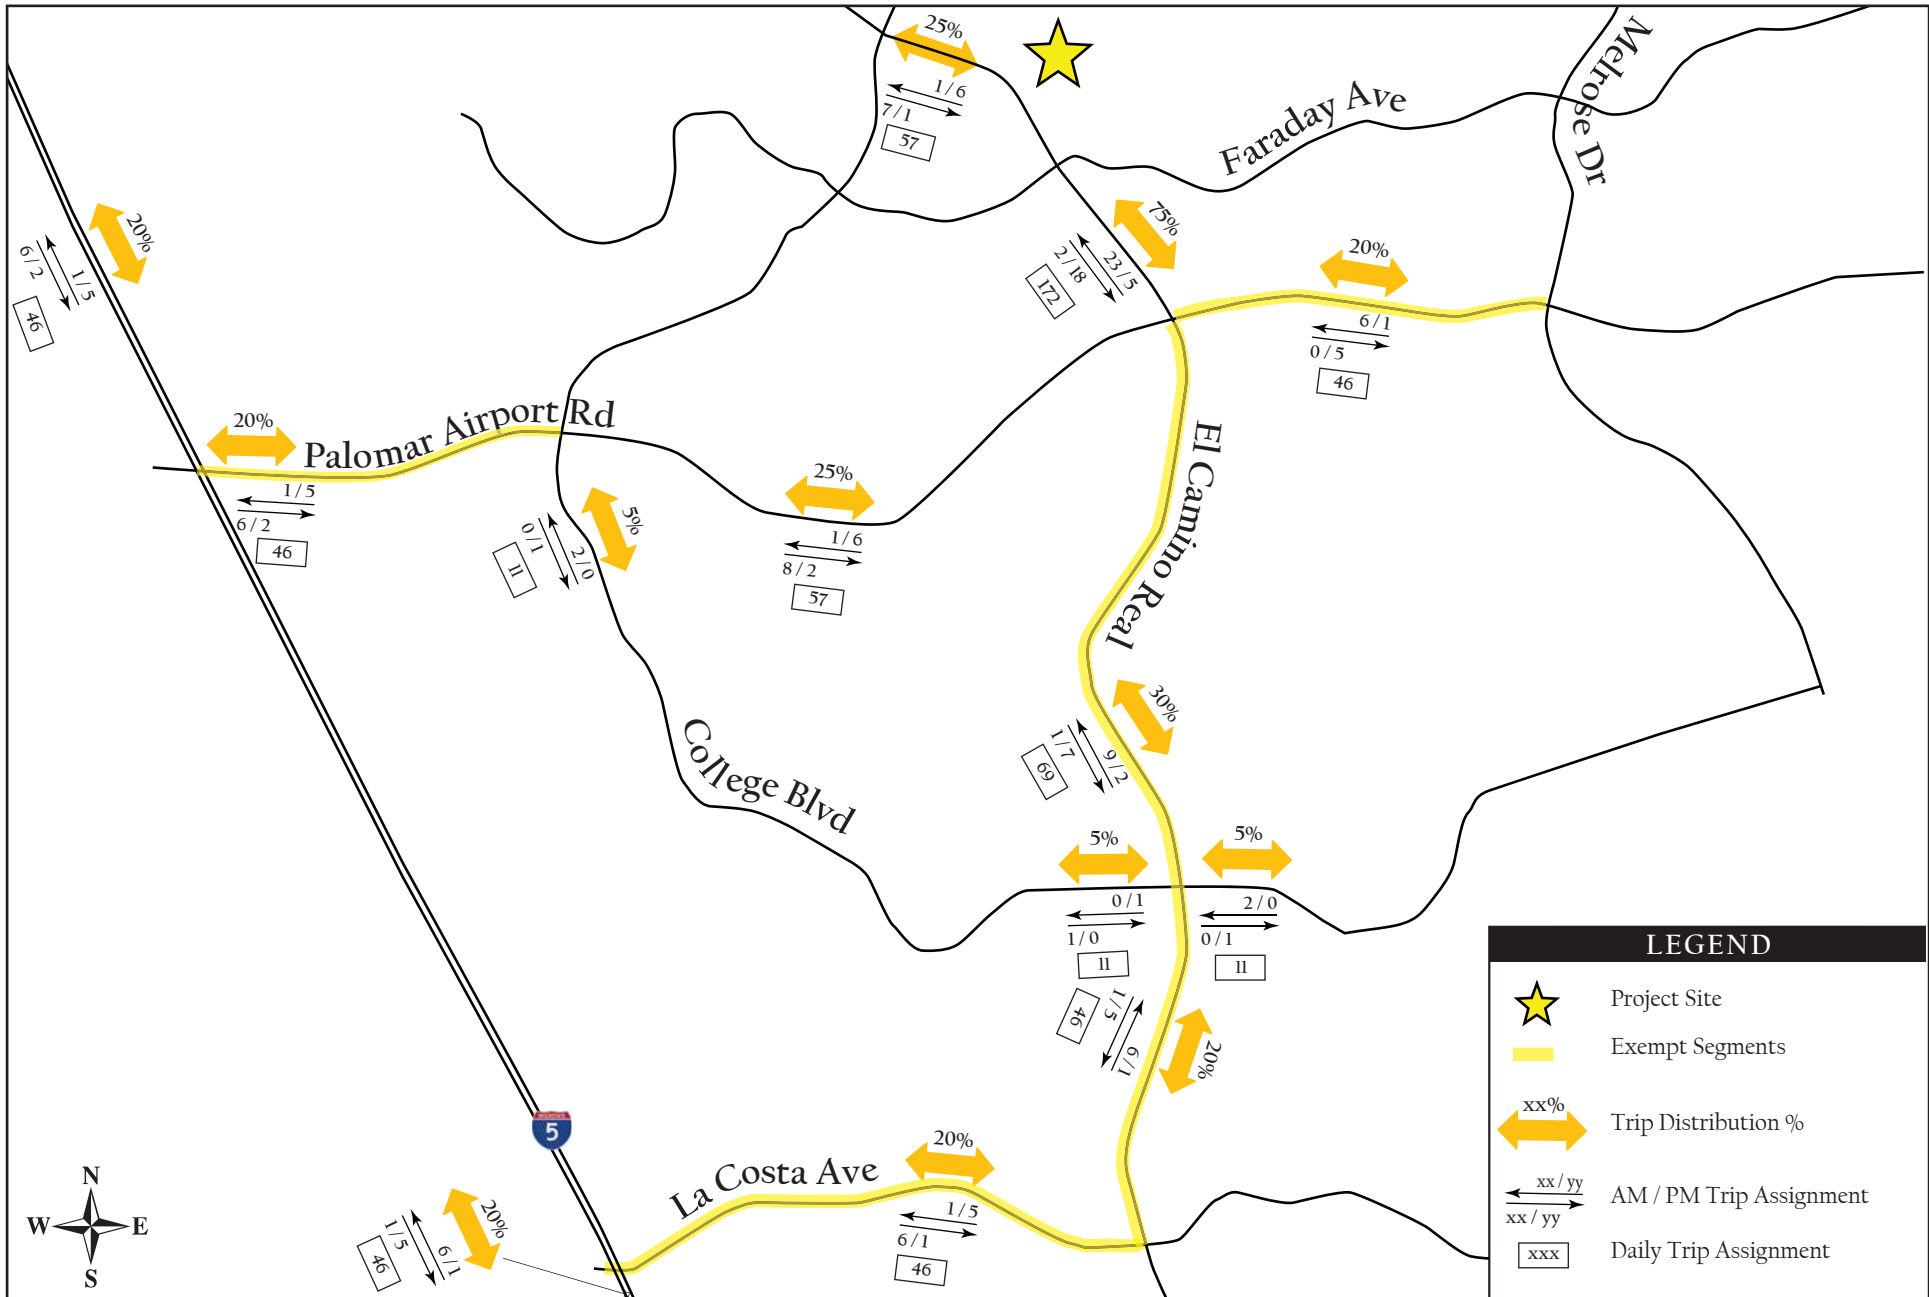 25%
1 / 6
7 / 1
57
Melrose Dr
Faraday Ave
20%
1 / 5
6 / 2
46
75%
23 / 5
2 / 18
172
20%
6 / 1
0 / 5
46
Palomar Airport Rd
20%
1 / 5
6 / 2
46
5%
2 / 0
0 / 1
11
25%
1 / 6
8 / 2
57
El Camino Real
30%
9 / 2
1 / 7
69
College Blvd
5%
0 / 1
1 / 0
11
5%
2 / 0
0 / 1
11
20%
1 / 5
6 / 1
46
5
La Costa Ave
20%
1 / 5
6 / 1
46
20%
6 / 1
1 / 5
46
N
W E
S
LEGEND
Project Site
Exempt Segments
xx%
Trip Distribution %
xx / yy
AM / PM Trip Assignment
xx / yy
xxx
Daily Trip Assignment